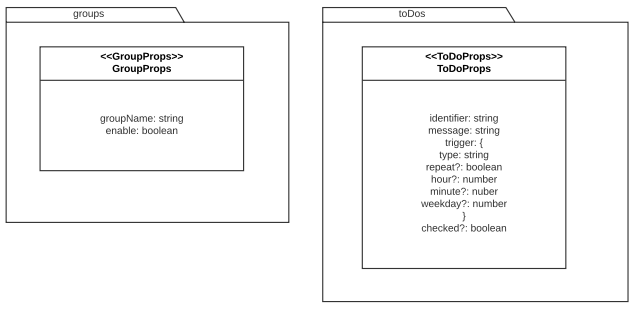 groups
<<GroupProps>>
GroupProps
groupName: string
enable: boolean
toDos
<<ToDoProps>>
ToDoProps
identifier: string
message: string
trigger: {
type: string
repeat?: boolean
hour?: number
minute?: nuber
weekday?: number
}
checked?: boolean